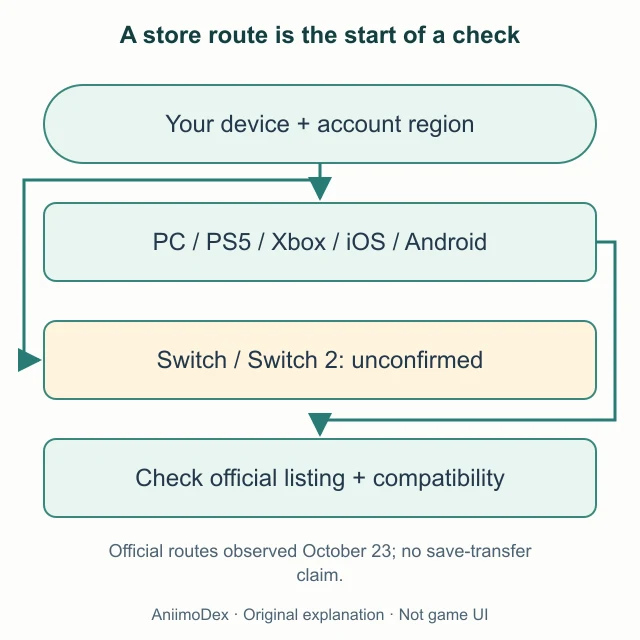 A store route is the start of a check
Your device + account region
PC / PS5 / Xbox / iOS / Android
Switch / Switch 2: unconfirmed
Check official listing + compatibility
Official routes observed October 23; no save-transfer
claim.
AniimoDex · Original explanation · Not game UI